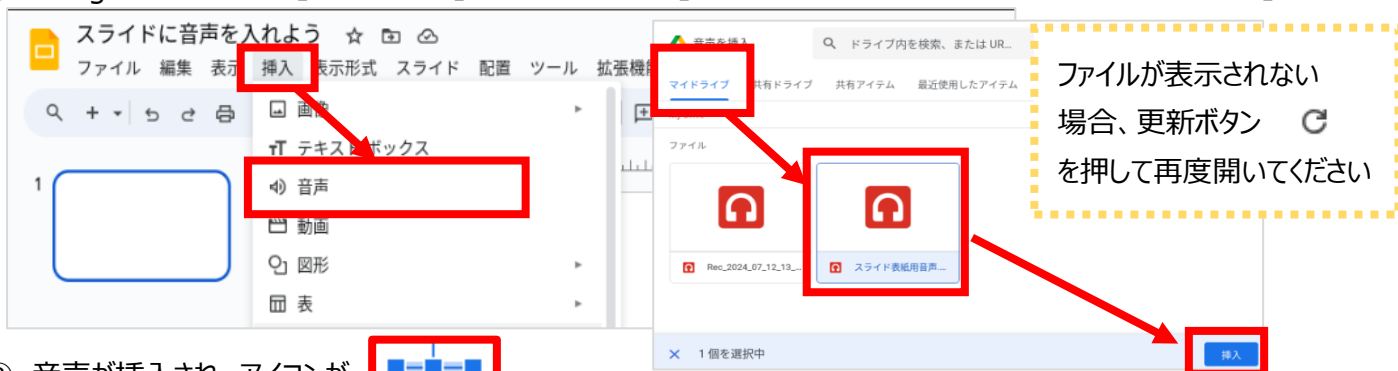 スライドに音声を入れよう
ファイル 編集 表示 挿入 表示形式 スライド 配置 ツール 拡張機能
画像
テキストボックス
1
音声
動画
図形
表
音声を挿入
ドライブ内を検索、または UR...
マイドライブ 共有ドライブ 共有アイテム 最近使用したアイテム
ファイル
Rec_2024_07_12_13_...
スライド表紙用音声...
× 1 個を選択中
挿入
ファイルが表示されない
場合、更新ボタン
を押して再度開いてください
音声が挿入され、アイコンが